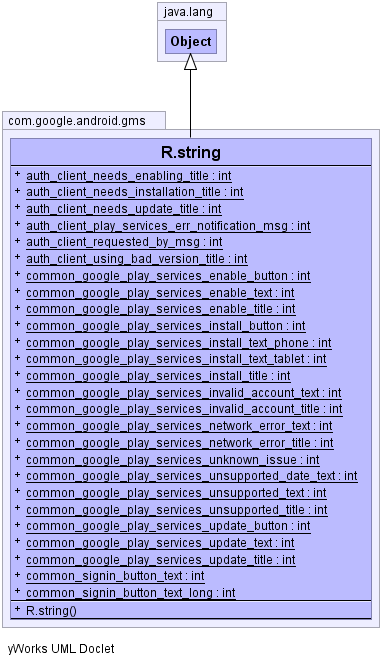 java.lang
Object
com.google.android.gms
R.string
+ auth_client_needs_enabling_title : int
+ auth_client_needs_installation_title : int
+ auth_client_needs_update_title : int
+ auth_client_play_services_err_notification_msg : int
+ auth_client_requested_by_msg : int
+ auth_client_using_bad_version_title : int
+ common_google_play_services_enable_button : int
+ common_google_play_services_enable_text : int
+ common_google_play_services_enable_title : int
+ common_google_play_services_install_button : int
+ common_google_play_services_install_text_phone : int
+ common_google_play_services_install_text_tablet : int
+ common_google_play_services_install_title : int
+ common_google_play_services_invalid_account_text : int
+ common_google_play_services_invalid_account_title : int
+ common_google_play_services_network_error_text : int
+ common_google_play_services_network_error_title : int
+ common_google_play_services_unknown_issue : int
+ common_google_play_services_unsupported_date_text : int
+ common_google_play_services_unsupported_text : int
+ common_google_play_services_unsupported_title : int
+ common_google_play_services_update_button : int
+ common_google_play_services_update_text : int
+ common_google_play_services_update_title : int
+ common_signin_button_text : int
+ common_signin_button_text_long : int
+ R.string()
yWorks UML Doclet